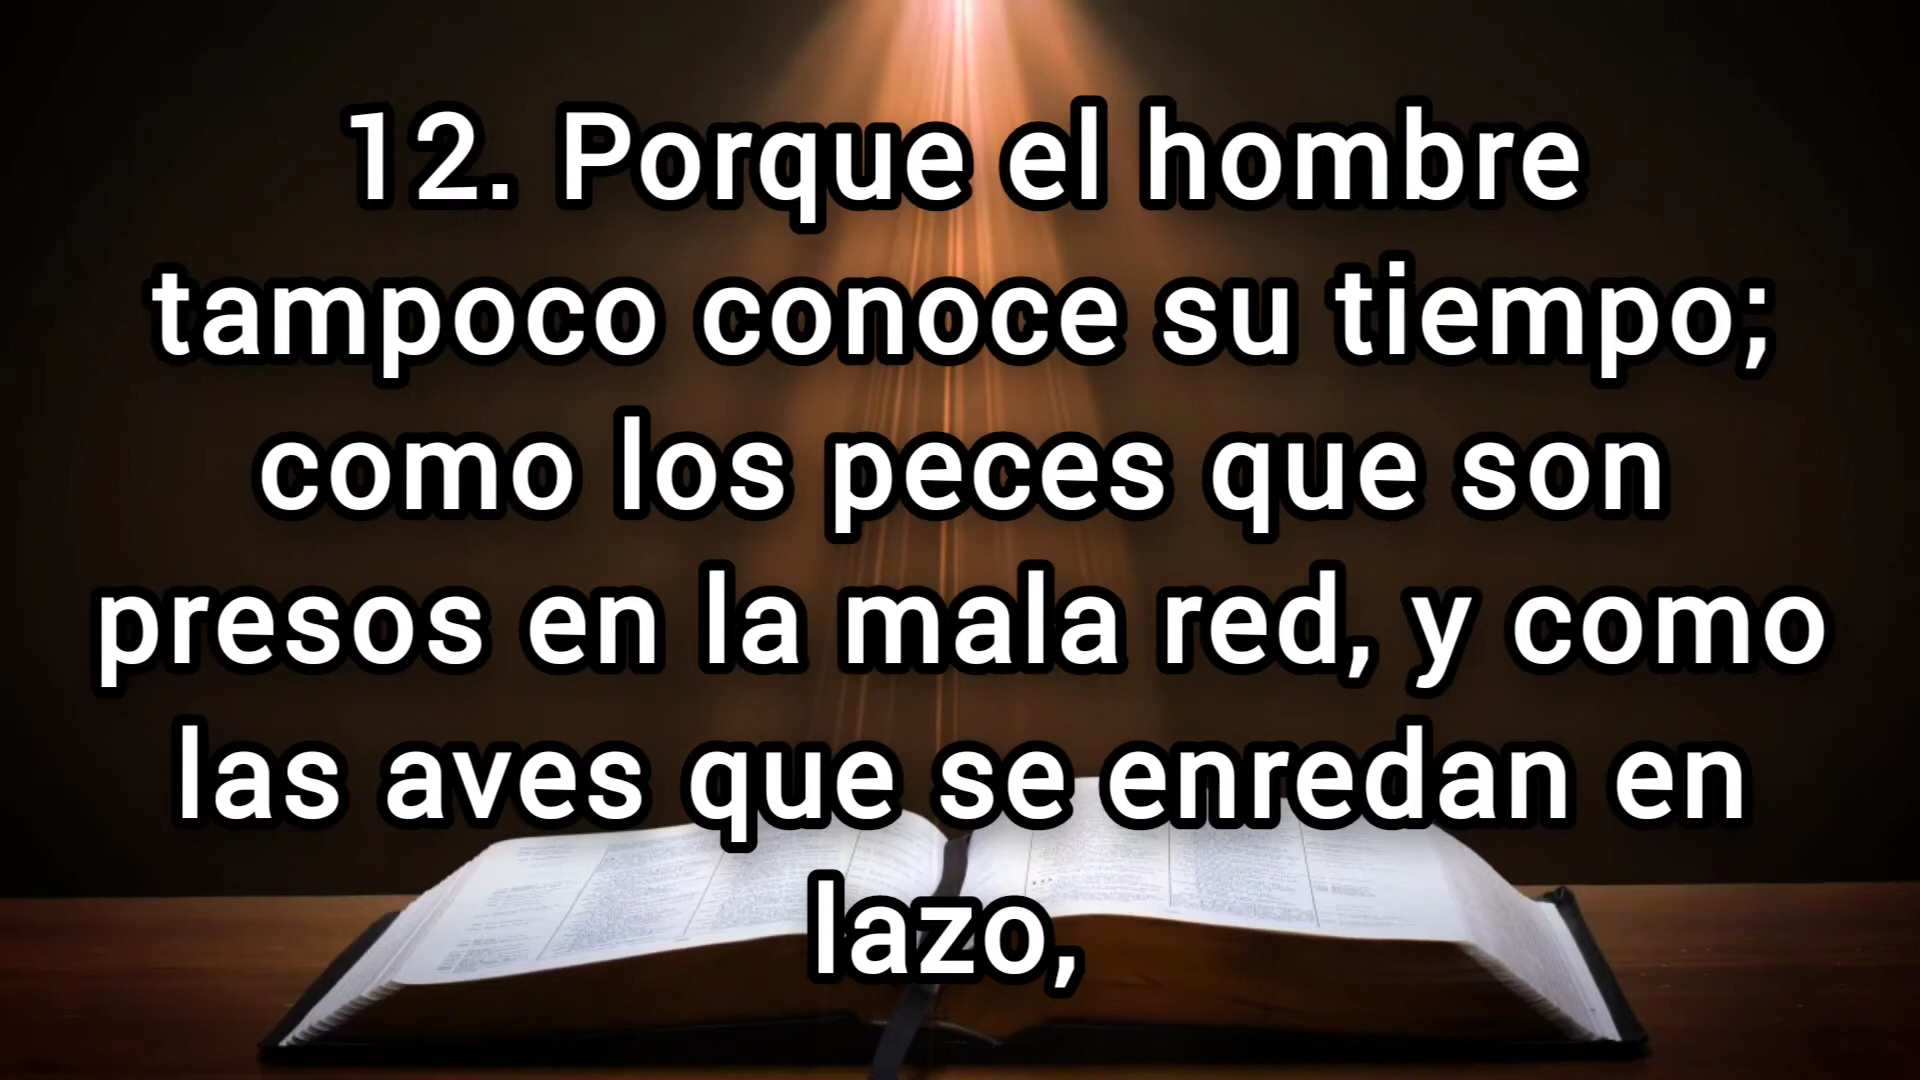 12. Porque el hombre
tampoco conoce su tiempo;
como los peces que son
presos en la mala red, y como
las aves que se enredan en
lazo,